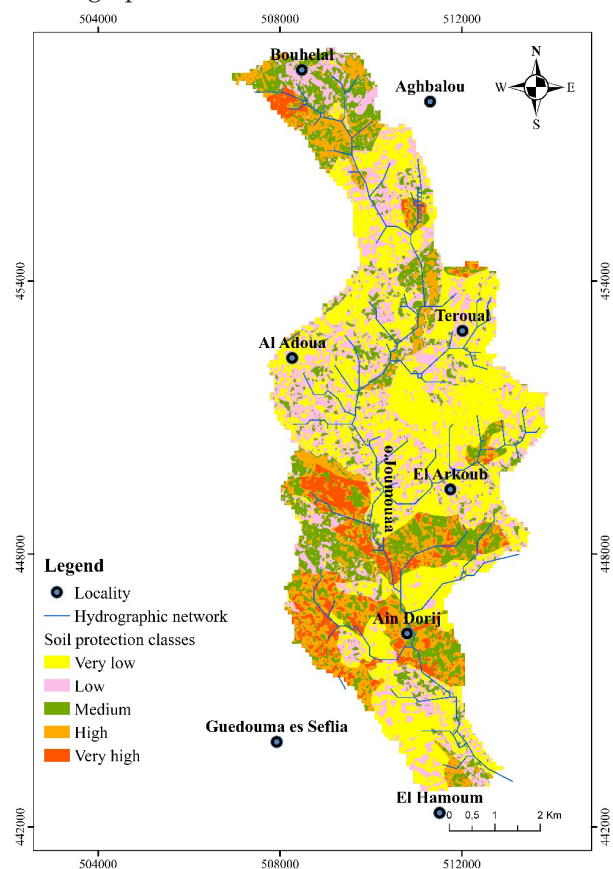 504000 508000 512000
Bouhelal
N
Aghbalou
W E
S
454000 454000
Teroual
Al Adoua
o.Joumouaa
El Arkoub
448000 448000
Legend
Locality
Hydrographic network
Soil protection classes
Very low
Low
Medium
High
Very high
Ain Dorij
Guedouma es Seflia
El Hamoum
0 0,5 1 2 Km
442000 442000
504000 508000 512000